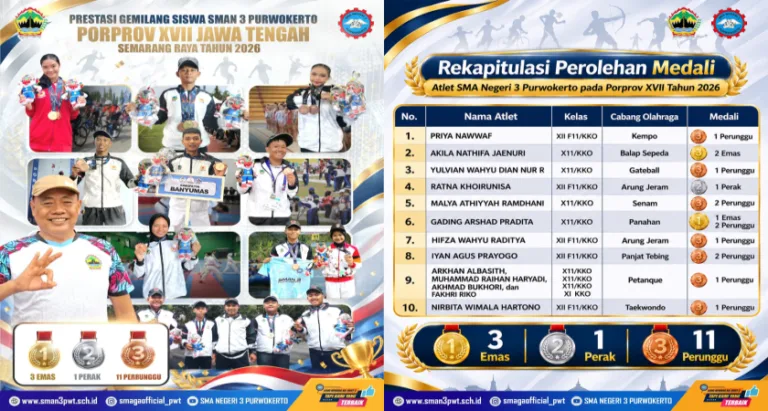 PRESTASI GEMILANG SISWA SMAN 3 PURWOKERTO
PORPROV XVII JAWA TENGAH
SEMARANG RAYA TAHUN 2026
BANYUMAS
3 EMAS
1 PERAK
11 PERUNGGU
www.sman3pwt.sch.id
smagaofficial_pwt
SMA NEGERI 3 PURWOKERTO
TERBAIK
Rekapitulasi Perolehan Medali
Atlet SMA Negeri 3 Purwokerto pada Porprov XVII Tahun 2026
No. Nama Atlet Kelas Cabang Olahraga Medali
1. PRIYA NAWWAF XII F11/KKO Kempo 1 Perunggu
2. AKILA NATHIFA JAENURI X11/KKO Balap Sepeda 2 Emas
3. YULVIAN WAHYU DIAN NUR R X11/KKO Gateball 1 Perunggu
4. RATNA KHOIRUNISA XII F11/KKO Arung Jeram 1 Perak
5. MALYA ATHIYYAH RAMDHANI X11/KKO Senam 2 Perunggu
6. GADING ARSHAD PRADITA X11/KKO Panahan 1 Emas
2 Perunggu
7. HIFZA WAHYU RADITYA XII F11/KKO Arung Jeram 1 Perunggu
8. IYAN AGUS PRAYOGO XII F11/KKO Panjat Tebing 2 Perunggu
9. ARKHAN ALBASITH, X11/KKO Petanque 1 Perunggu
MUHAMMAD RAIHAN HARYADI, X11/KKO
AKHMAD BUKHORI, dan X11/KKO
FAKHRI RIKO XI KKO
10. NIRBITA WIMALA HARTONO XII F11/KKO Taekwondo 1 Perunggu
3 Emas
1 Perak
11 Perunggu
www.sman3pwt.sch.id
smagaofficial_pwt
SMA NEGERI 3 PURWOKERTO
TERBAIK